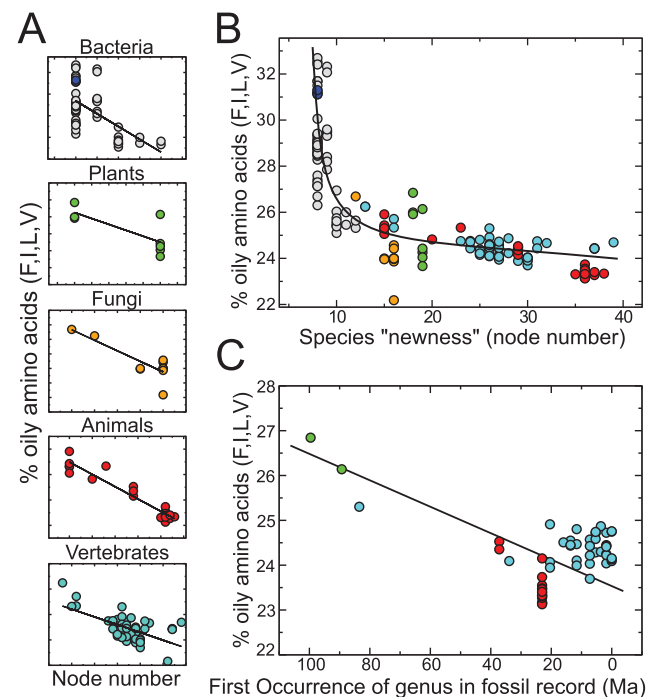 A
Bacteria
Plants
Fungi
Animals
Vertebrates
% oily amino acids (F,I,L,V)
Node number
B
% oily amino acids (F,I,L,V)
32
30
28
26
24
22
10
20
30
40
Species "newness" (node number)
C
% oily amino acids (F,I,L,V)
28
27
26
25
24
23
22
100
80
60
40
20
0
First Occurrence of genus in fossil record (Ma)